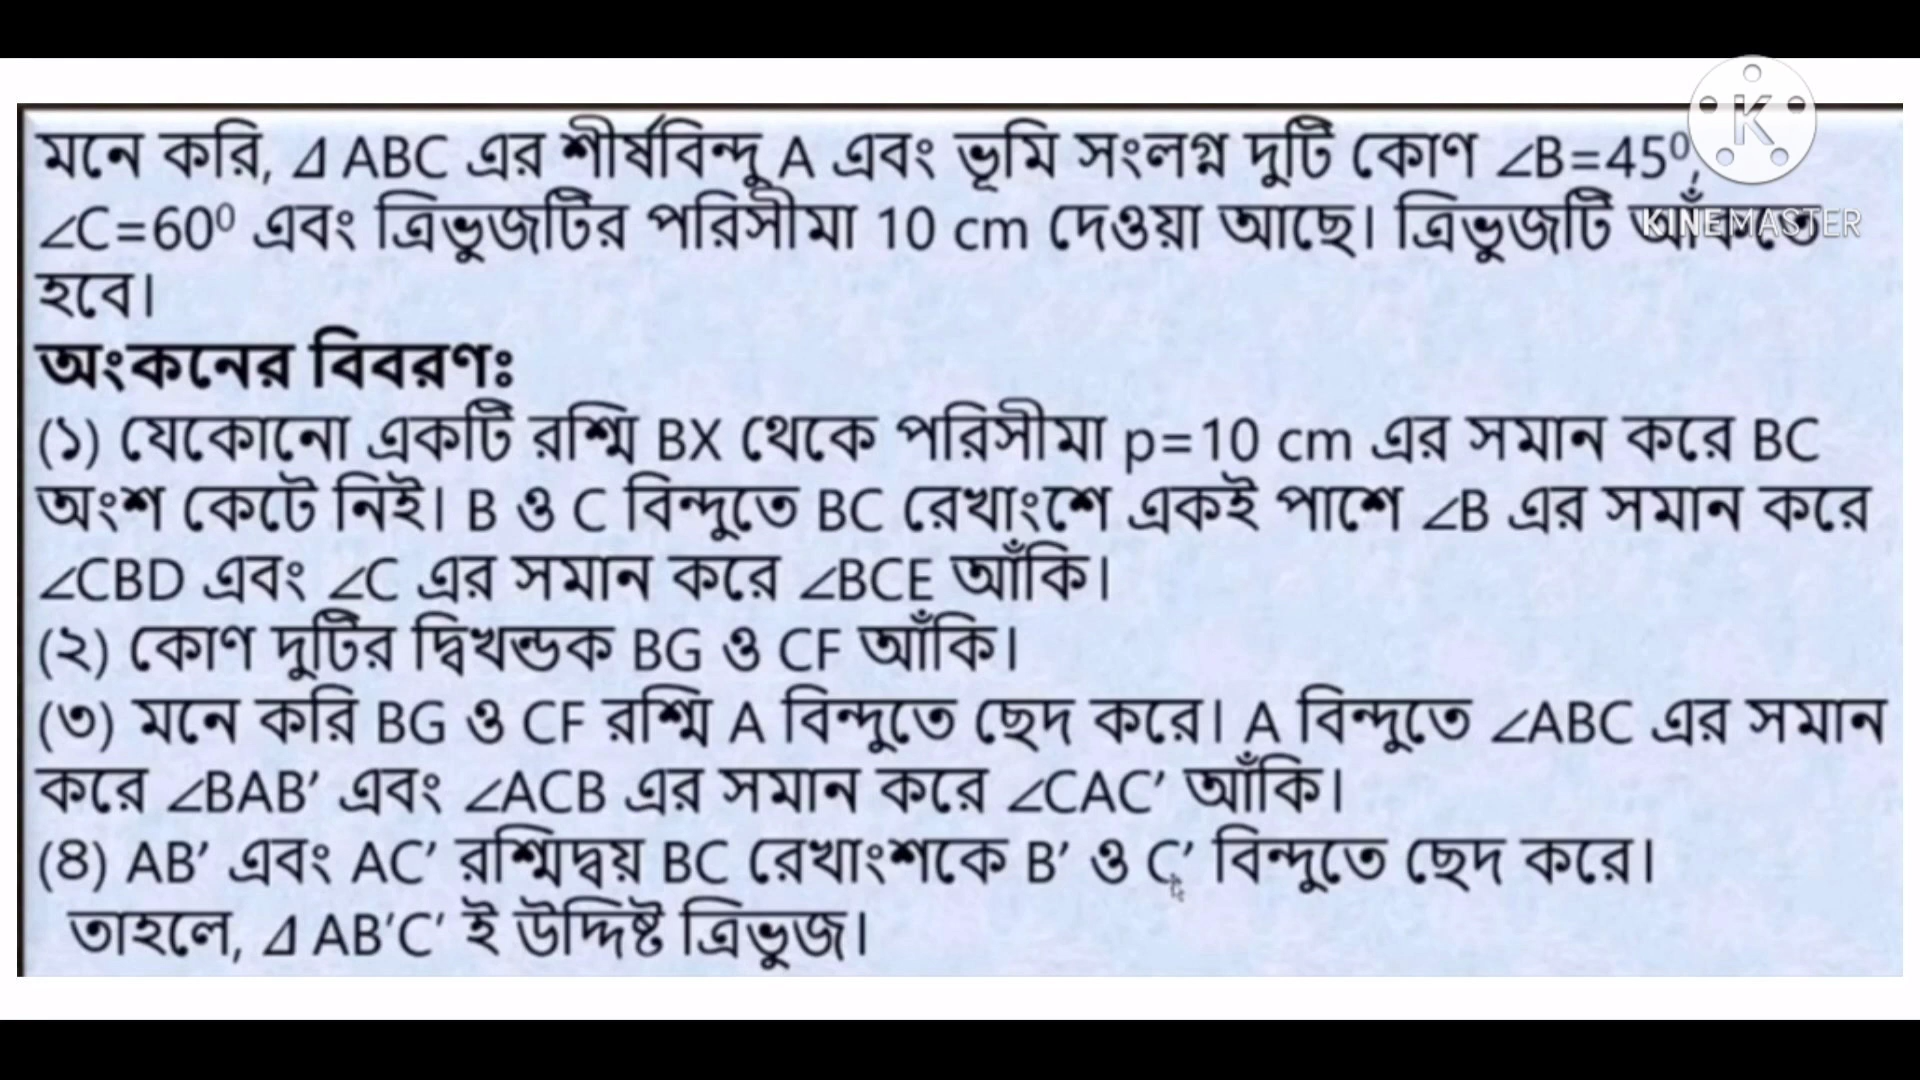 মনে করি, ⊿ ABC এর শীর্ষবিন্দু A এবং ভূমি সংলগ্ন দুটি কোণ ∠B=45⁰,
∠C=60⁰ এবং ত্রিভুজটির পরিসীমা 10 cm দেওয়া আছে। ত্রিভুজটি আঁকতে
হবে।
অংকনের বিবরণঃ
(১) যেকোনো একটি রশ্মি BX থেকে পরিসীমা p=10 cm এর সমান করে BC
অংশ কেটে নিই। B ও C বিন্দুতে BC রেখাংশে একই পাশে ∠B এর সমান করে
∠CBD এবং ∠C এর সমান করে ∠BCE আঁকি।
(২) কোণ দুটির দ্বিখন্ডক BG ও CF আঁকি।
(৩) মনে করি BG ও CF রশ্মি A বিন্দুতে ছেদ করে। A বিন্দুতে ∠ABC এর সমান
করে ∠BAB′ এবং ∠ACB এর সমান করে ∠CAC′ আঁকি।
(৪) AB′ এবং AC′ রশ্মিদ্বয় BC রেখাংশকে B′ ও C′ বিন্দুতে ছেদ করে।
তাহলে, ⊿ AB′C′ ই উদ্দিষ্ট ত্রিভুজ।
K
KINEMASTER